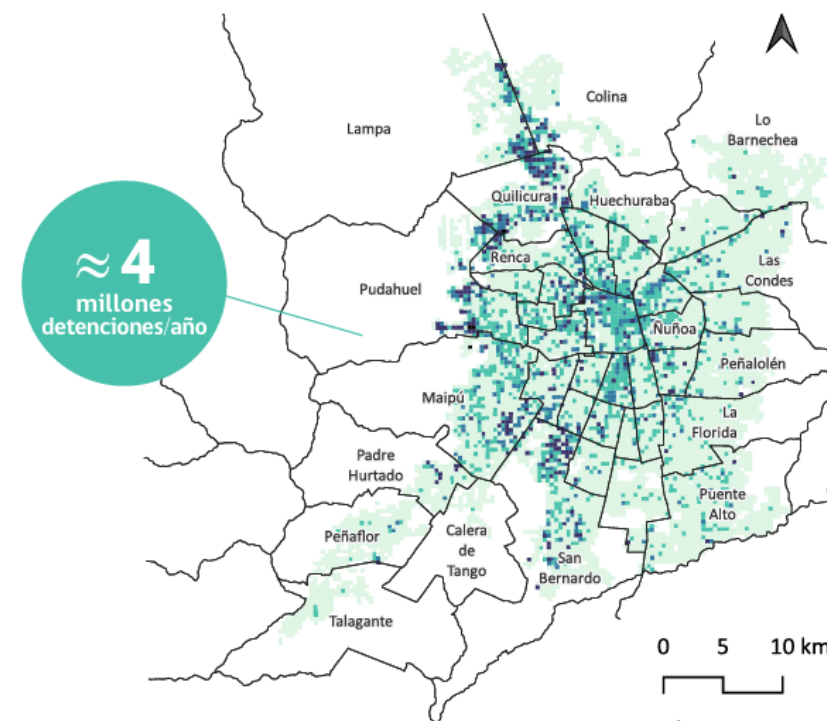 Colina
Lo
Barnechea
Lampa
Quilicura
Huechuraba
≈ 4
millones
detenciones/año
Renca
Las
Condes
Pudahuel
Ñuñoa
Peñalolén
Maipú
La
Florida
Padre
Hurtado
Puente
Alto
Peñaflor
Calera
de
Tango
San
Bernardo
Talagante
0 5 10 km